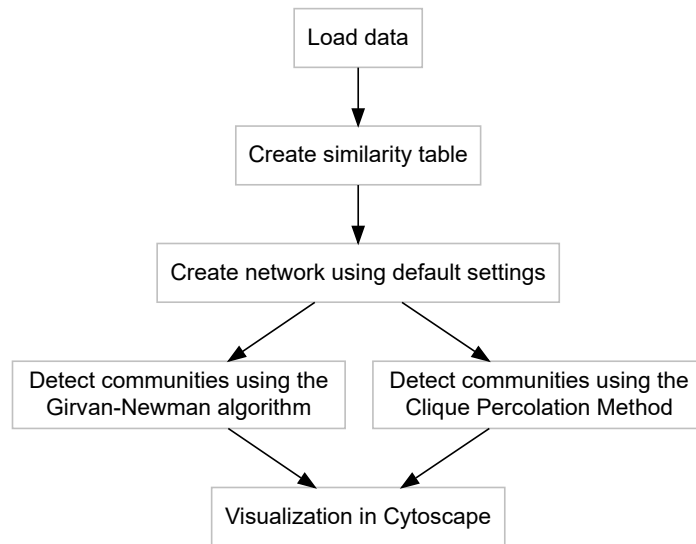 Load data
Create similarity table
Create network using default settings
Detect communities using the
Girvan-Newman algorithm
Detect communities using the
Clique Percolation Method
Visualization in Cytoscape